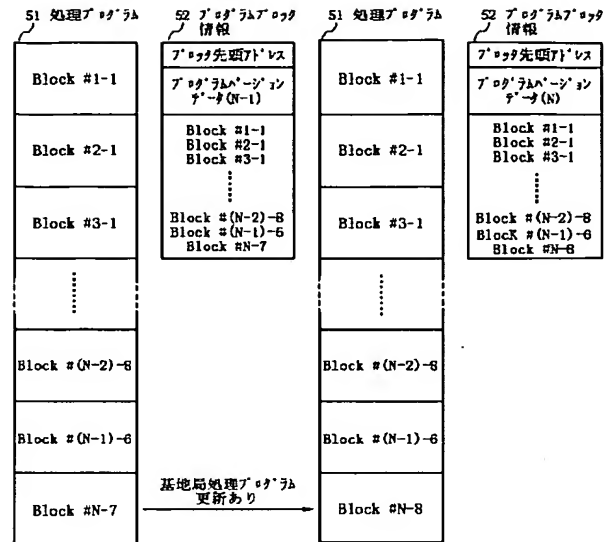 51 処理プログラム
Block #1-1
Block #2-1
Block #3-1
Block #(N-2)-8
Block #(N-1)-6
Block #N-7
52 プログラムブロック
情報
ブロック先頭アドレス
プログラムバージョン
データ(N-1)
Block #1-1
Block #2-1
Block #3-1
Block #(N-2)-8
Block #(N-1)-6
Block #N-7
基地局処理プログラム
更新あり
51 処理プログラム
Block #1-1
Block #2-1
Block #3-1
Block #(N-2)-8
Block #(N-1)-6
Block #N-8
52 プログラムブロック
情報
ブロック先頭アドレス
プログラムバージョン
データ(N)
Block #1-1
Block #2-1
Block #3-1
Block #(N-2)-8
BlocK #(N-1)-6
Block #N-8